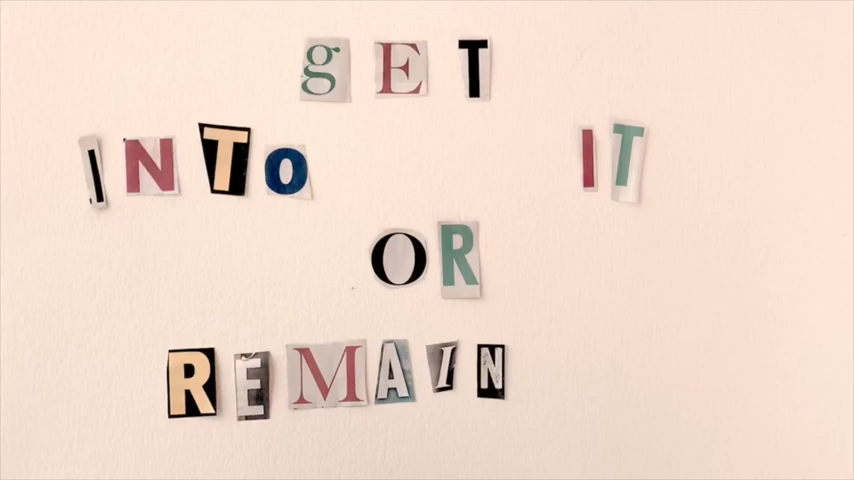 gET
INTo IT
OR
REMAIN